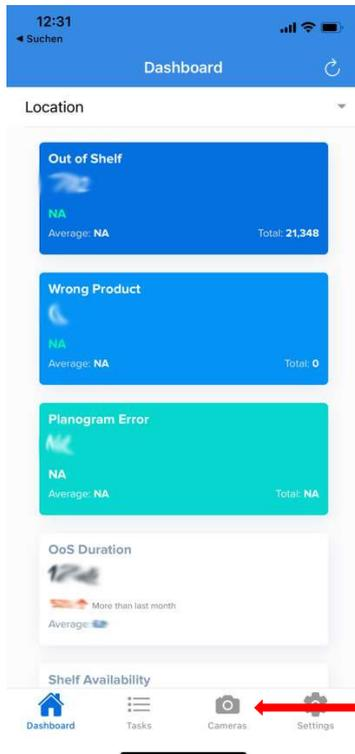 12:31
◄ Suchen
Dashboard
Location
Out of Shelf
NA
Average: NA Total: 21,348
Wrong Product
NA
Average: NA Total: 0
Planogram Error
NA
Average: NA Total: NA
OoS Duration
More than last month
Average:
Shelf Availability
Dashboard Tasks Cameras Settings